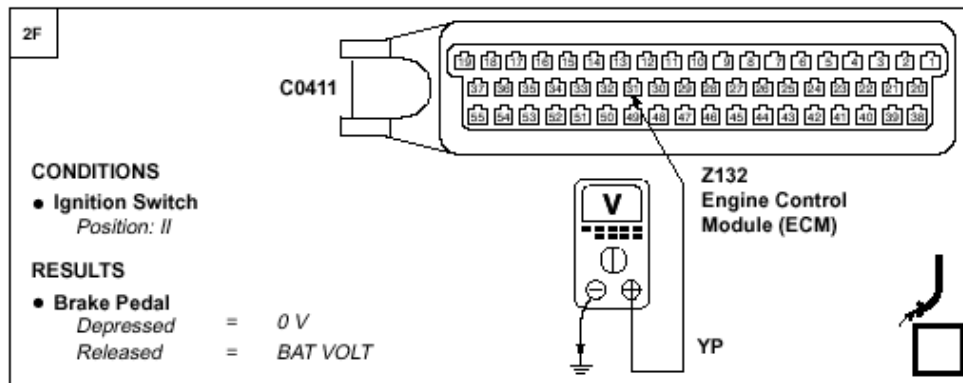 2F
C0411
19 18 17 16 15 14 13 12 11 10 9 8 7 6 5 4 3 2 1
37 36 35 34 33 32 31 30 29 28 27 26 25 24 23 22 21 20
55 54 53 52 51 50 49 48 47 46 45 44 43 42 41 40 39 38
CONDITIONS
• Ignition Switch
Position: II
RESULTS
• Brake Pedal
Depressed = 0 V
Released = BAT VOLT
V
Z132
Engine Control
Module (ECM)
YP